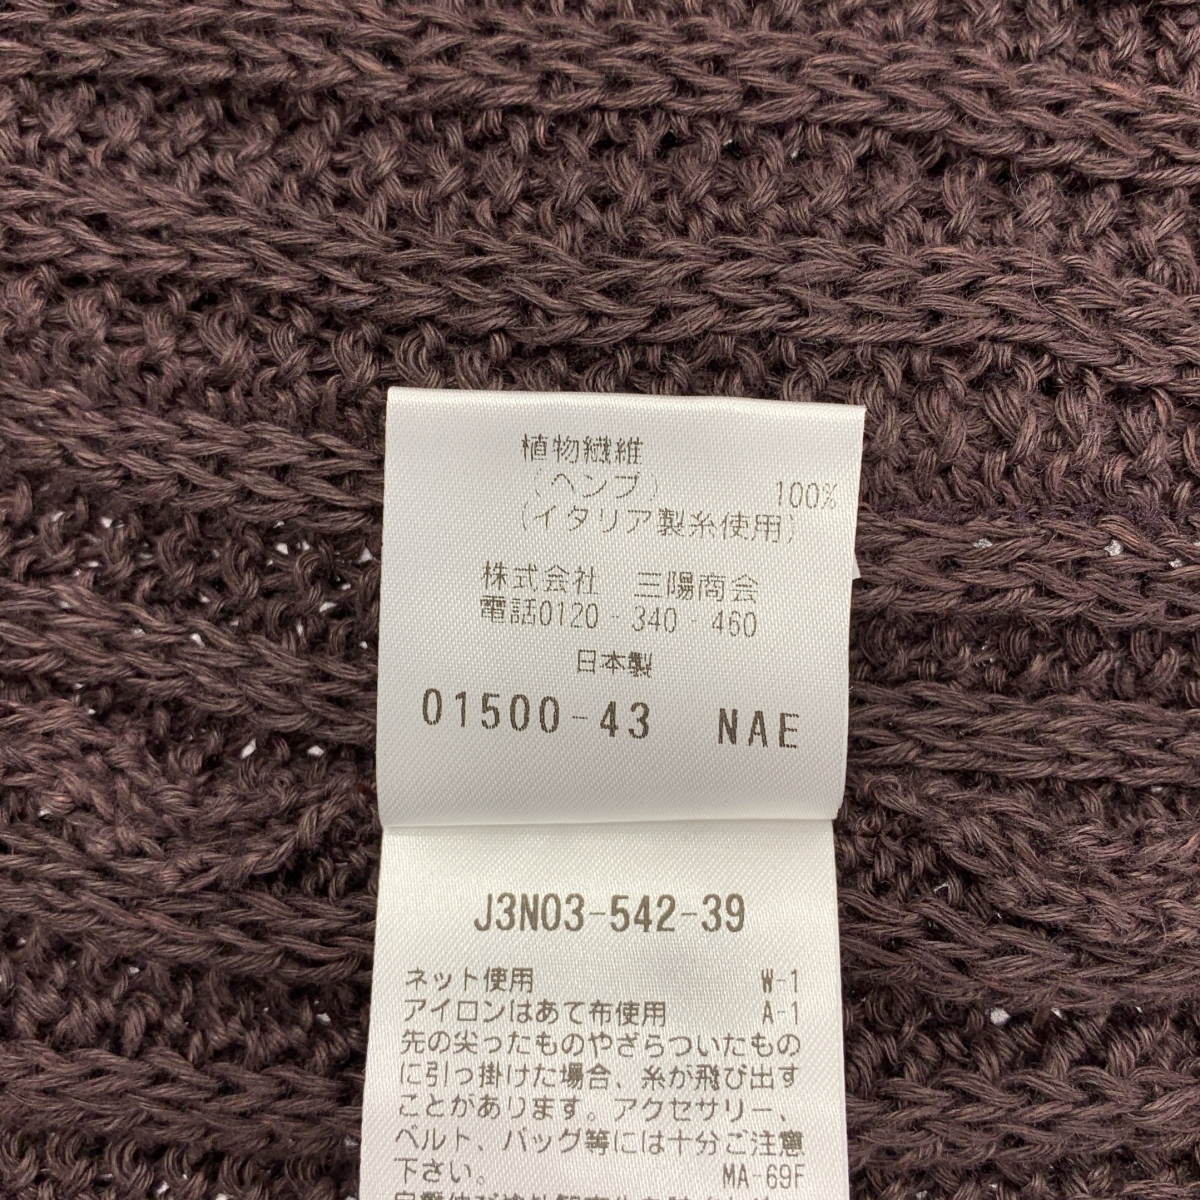 植物繊維
(ヘンプ) 100%
(イタリア製糸使用)
株式会社 三陽商会
電話0120-340-460
日本製
01500-43 NAE
J3N03-542-39
ネット使用 W-1
アイロンはあて布使用 A-1
先の尖ったものやざらついたもの
に引っ掛けた場合、糸が飛び出す
ことがあります。アクセサリー、
ベルト、バッグ等には十分ご注意
下さい。 MA-69F